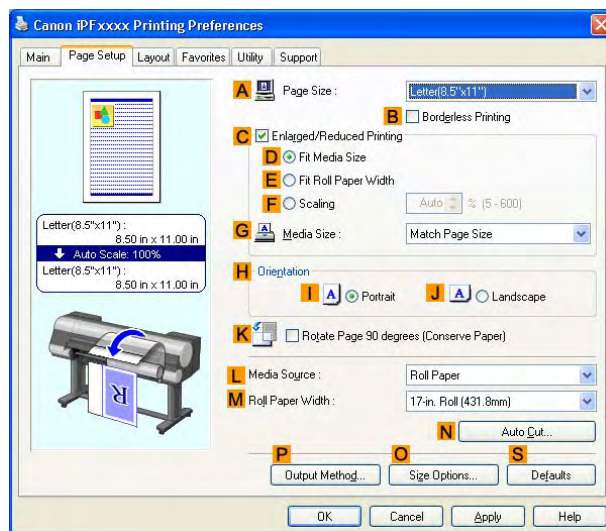 Canon iPFxxxx Printing Preferences
Main Page Setup Layout Favorites Utility Support
A Page Size : Letter(8.5"x11")
B Borderless Printing
C Enlarged/Reduced Printing
D Fit Media Size
E Fit Roll Paper Width
F Scaling Auto % (5 - 600)
Letter(8.5"x11") :
8.50 in x 11.00 in
Auto Scale: 100%
Letter(8.5"x11") :
8.50 in x 11.00 in
G Media Size : Match Page Size
H Orientation
I A Portrait J A Landscape
K Rotate Page 90 degrees (Conserve Paper)
R
L Media Source : Roll Paper
M Roll Paper Width : 17-in. Roll (431.8mm)
N Auto Cut...
P O S
Output Method... Size Options... Defaults
OK Cancel Apply Help